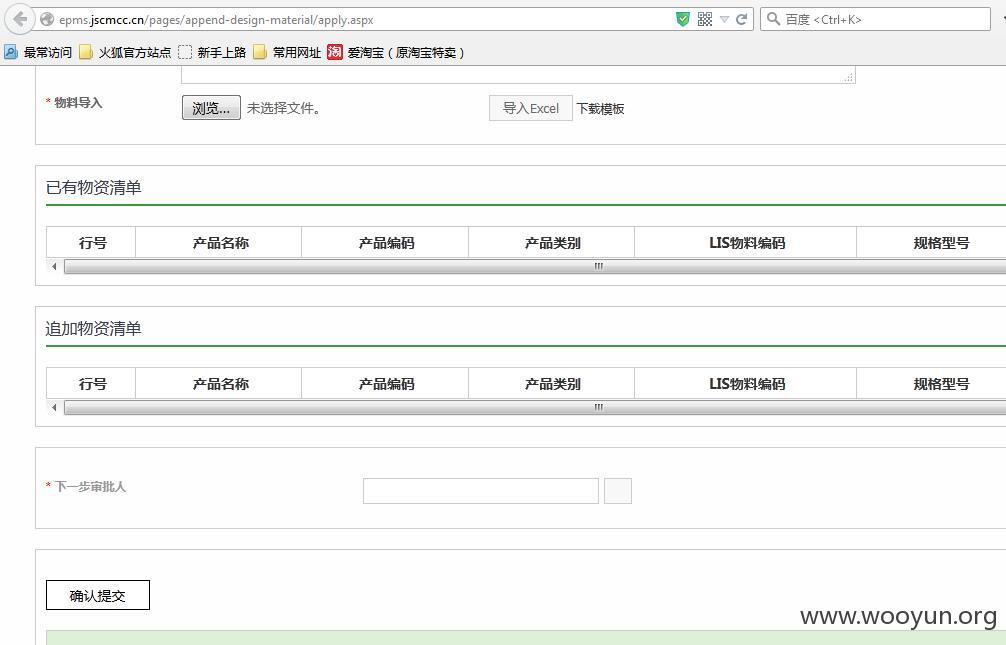 epms.jscmcc.cn/pages/append-design-material/apply.aspx 百度 <Ctrl+K>
最常访问 火狐官方站点 新手上路 常用网址 淘 爱淘宝（原淘宝特卖）
* 物料导入 浏览... 未选择文件。 导入Excel 下载模板
已有物资清单
行号 产品名称 产品编码 产品类别 LIS物料编码 规格型号
追加物资清单
行号 产品名称 产品编码 产品类别 LIS物料编码 规格型号
* 下一步审批人
确认提交
www.wooyun.org